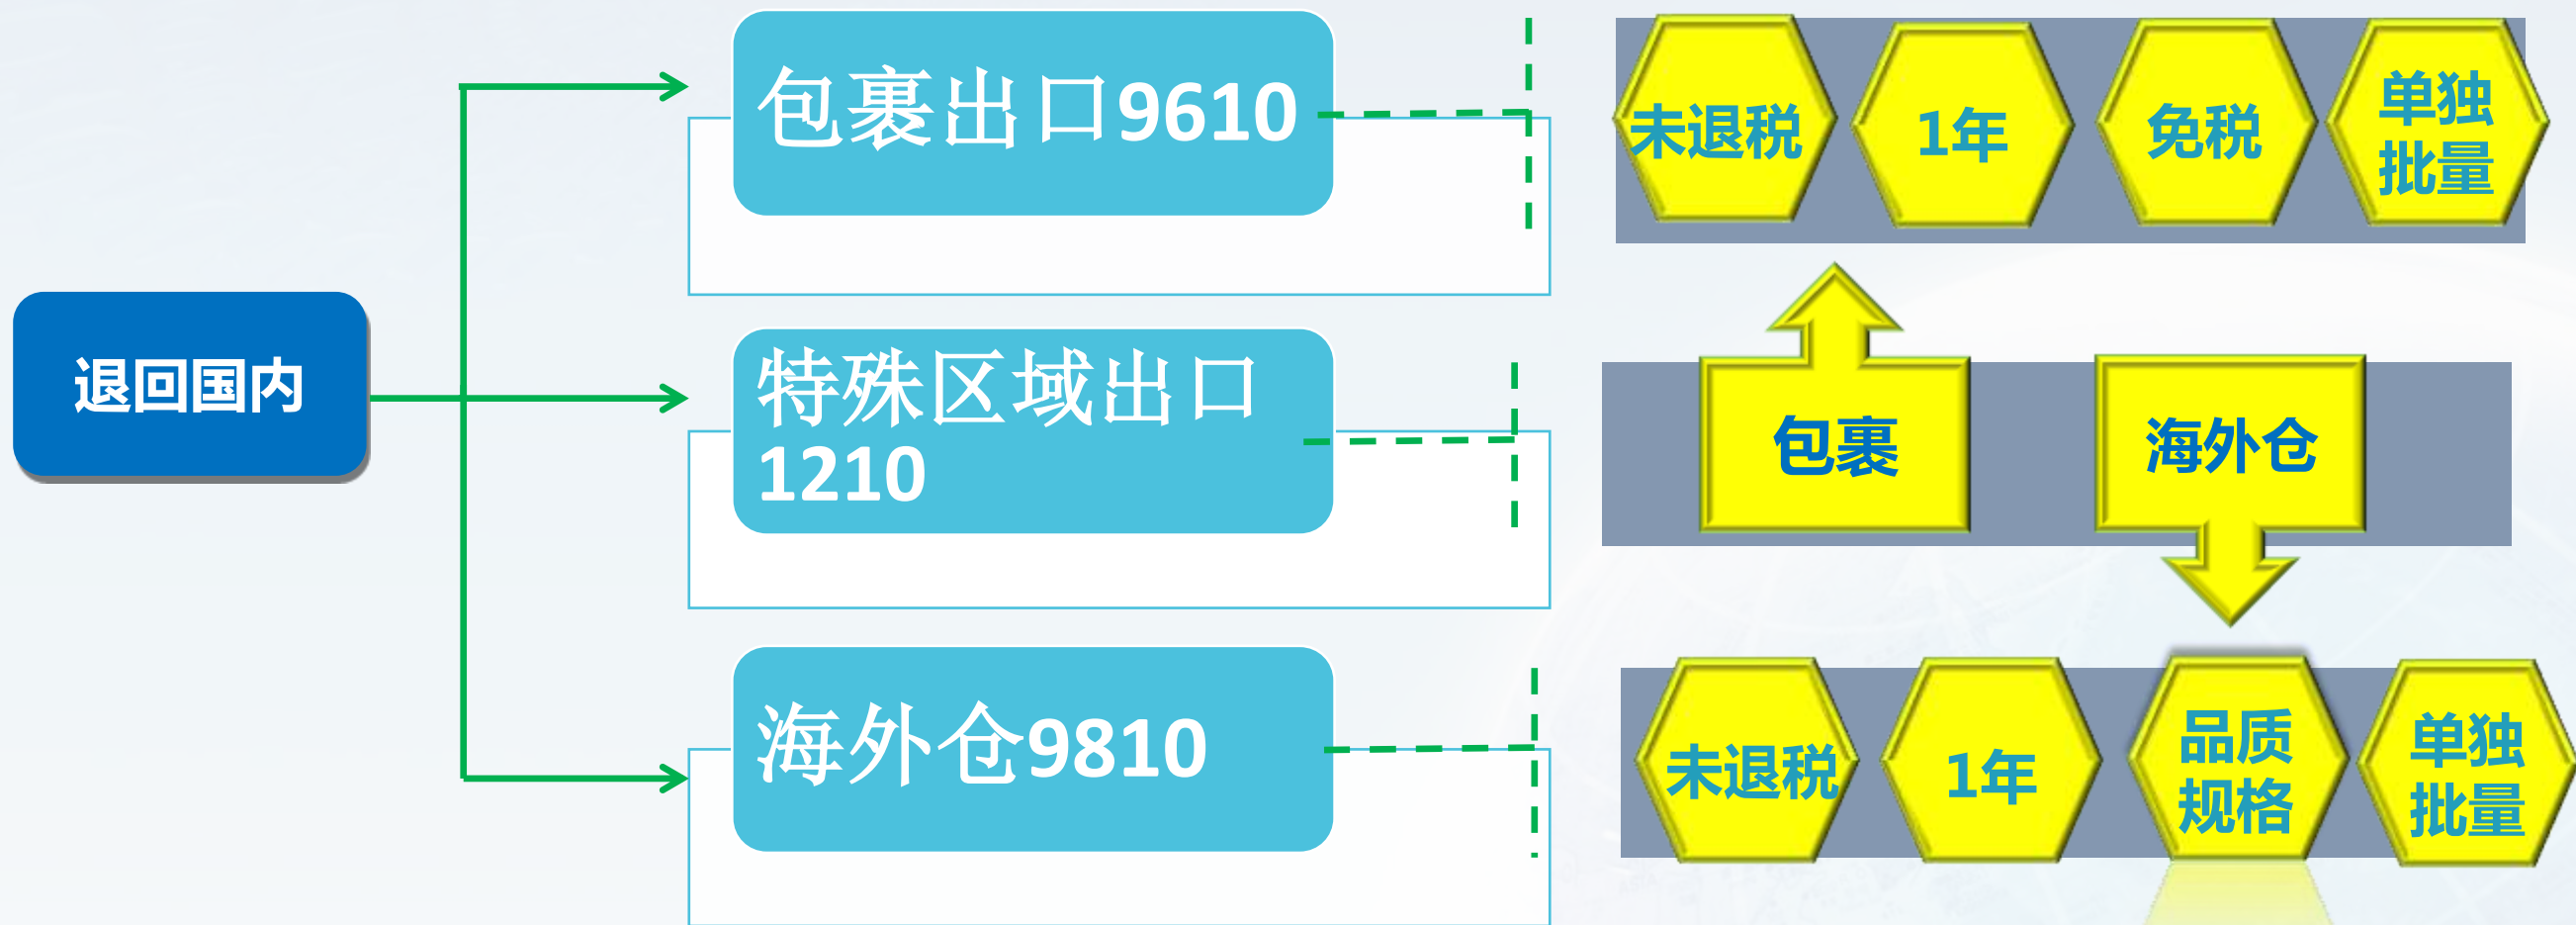 退回国内
包裹出口9610
未退税
1年
免税
单独
批量
特殊区域出口
1210
包裹
海外仓
海外仓9810
未退税
1年
品质
规格
单独
批量